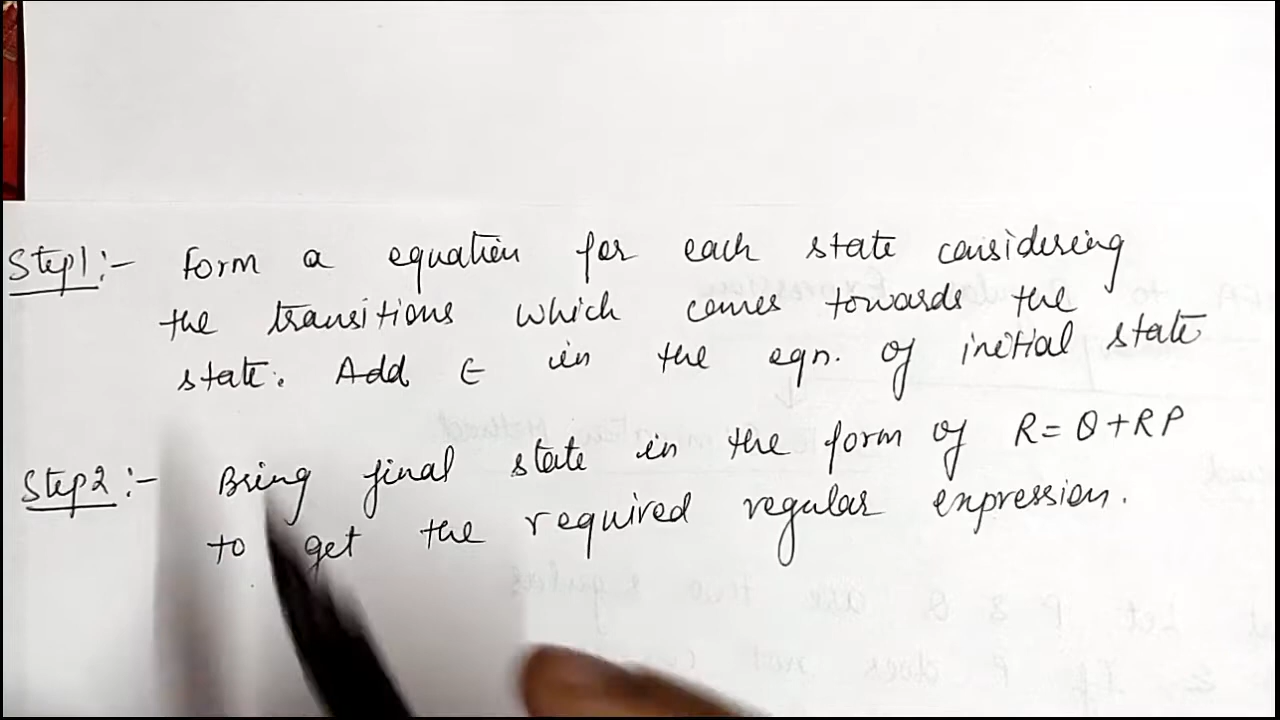 Step1:- Form a equation for each state considering
the transitions which comes towards the
state. Add ∈ in the eqn. of initial state
Step2:- Bring final state in the form of R = Q + RP
to get the required regular expression.